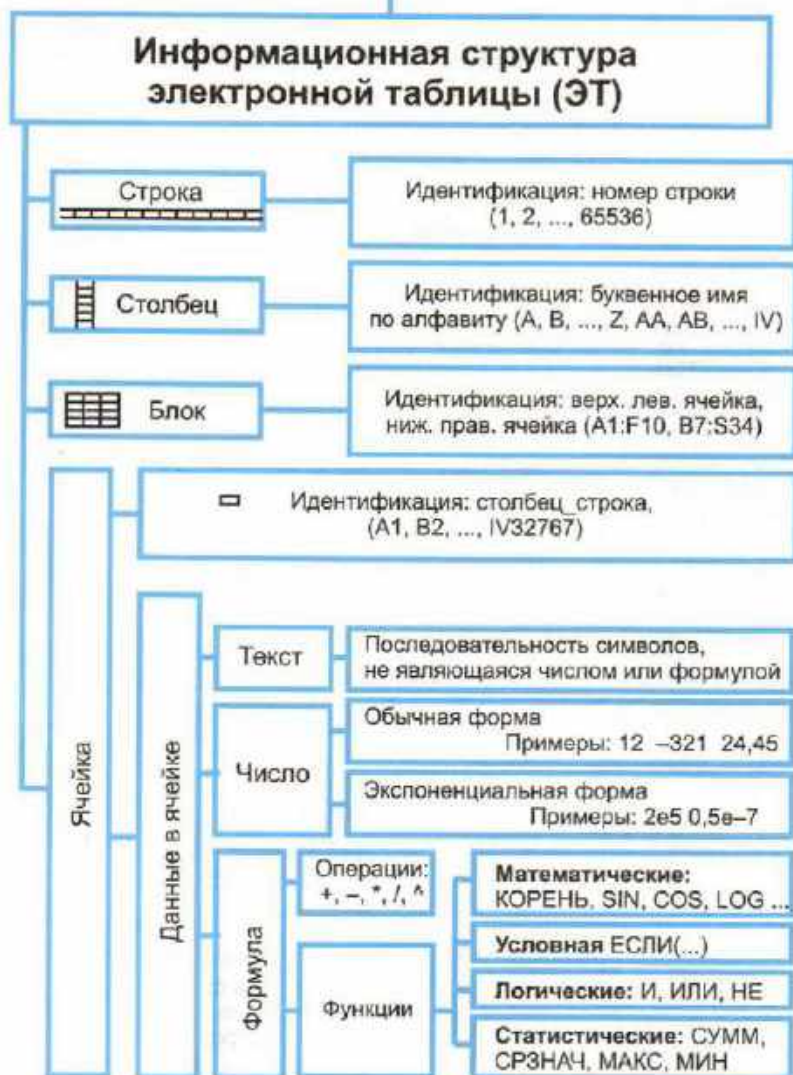 Информационная структура
электронной таблицы (ЭТ)
Строка
Идентификация: номер строки
(1, 2, ..., 65536)
Столбец
Идентификация: буквенное имя
по алфавиту (A, B, ..., Z, AA, AB, ..., IV)
Блок
Идентификация: верх. лев. ячейка,
ниж. прав. ячейка (A1:F10, B7:S34)
Ячейка
Идентификация: столбец_строка,
(A1, B2, ..., IV32767)
Данные в ячейке
Текст
Последовательность символов,
не являющаяся числом или формулой
Число
Обычная форма
Примеры: 12 –321 24,45
Экспоненциальная форма
Примеры: 2e5 0,5e–7
Формула
Операции:
+, –, *, /, ^
Функции
Математические:
КОРЕНЬ, SIN, COS, LOG ...
Условная ЕСЛИ(...)
Логические: И, ИЛИ, НЕ
Статистические: СУММ,
СРЗНАЧ, МАКС, МИН